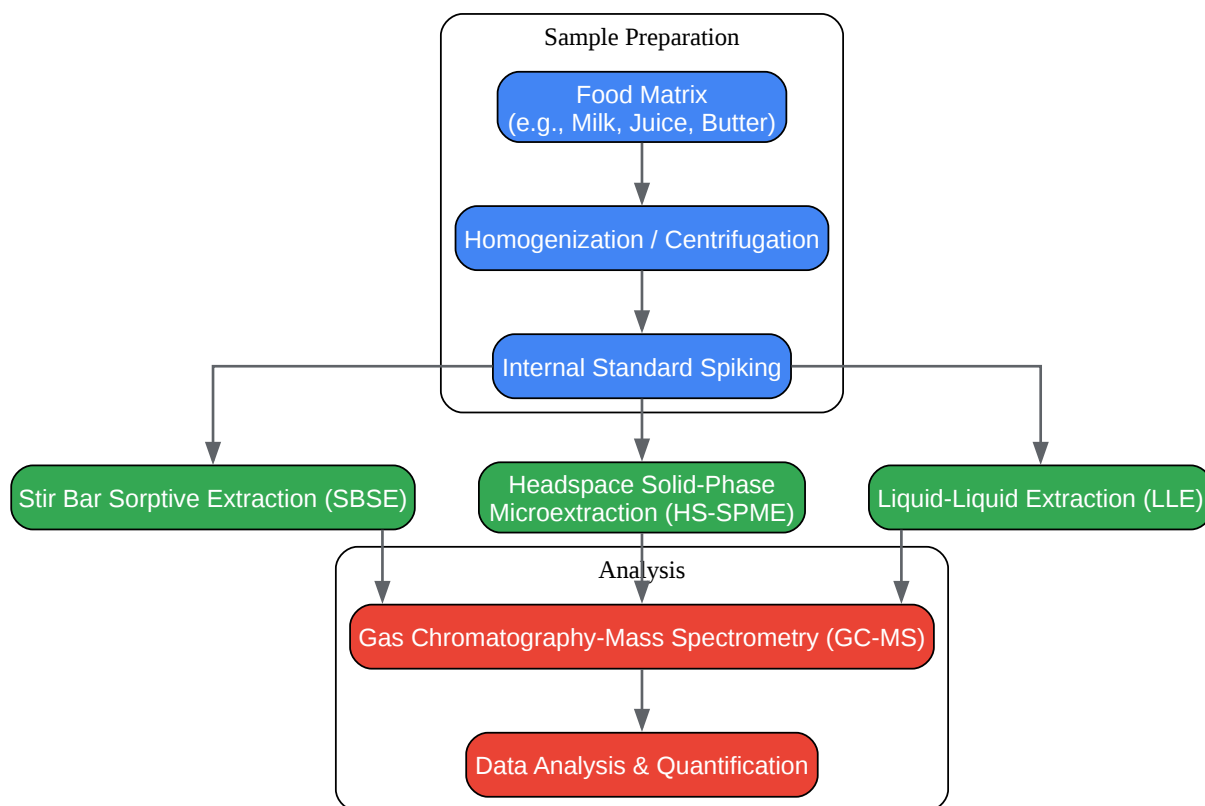 Sample Preparation
Food Matrix
(e.g., Milk, Juice, Butter)
Homogenization / Centrifugation
Internal Standard Spiking
Stir Bar Sorptive Extraction (SBSE)
Headspace Solid-Phase
Microextraction (HS-SPME)
Liquid-Liquid Extraction (LLE)
Analysis
Gas Chromatography-Mass Spectrometry (GC-MS)
Data Analysis & Quantification